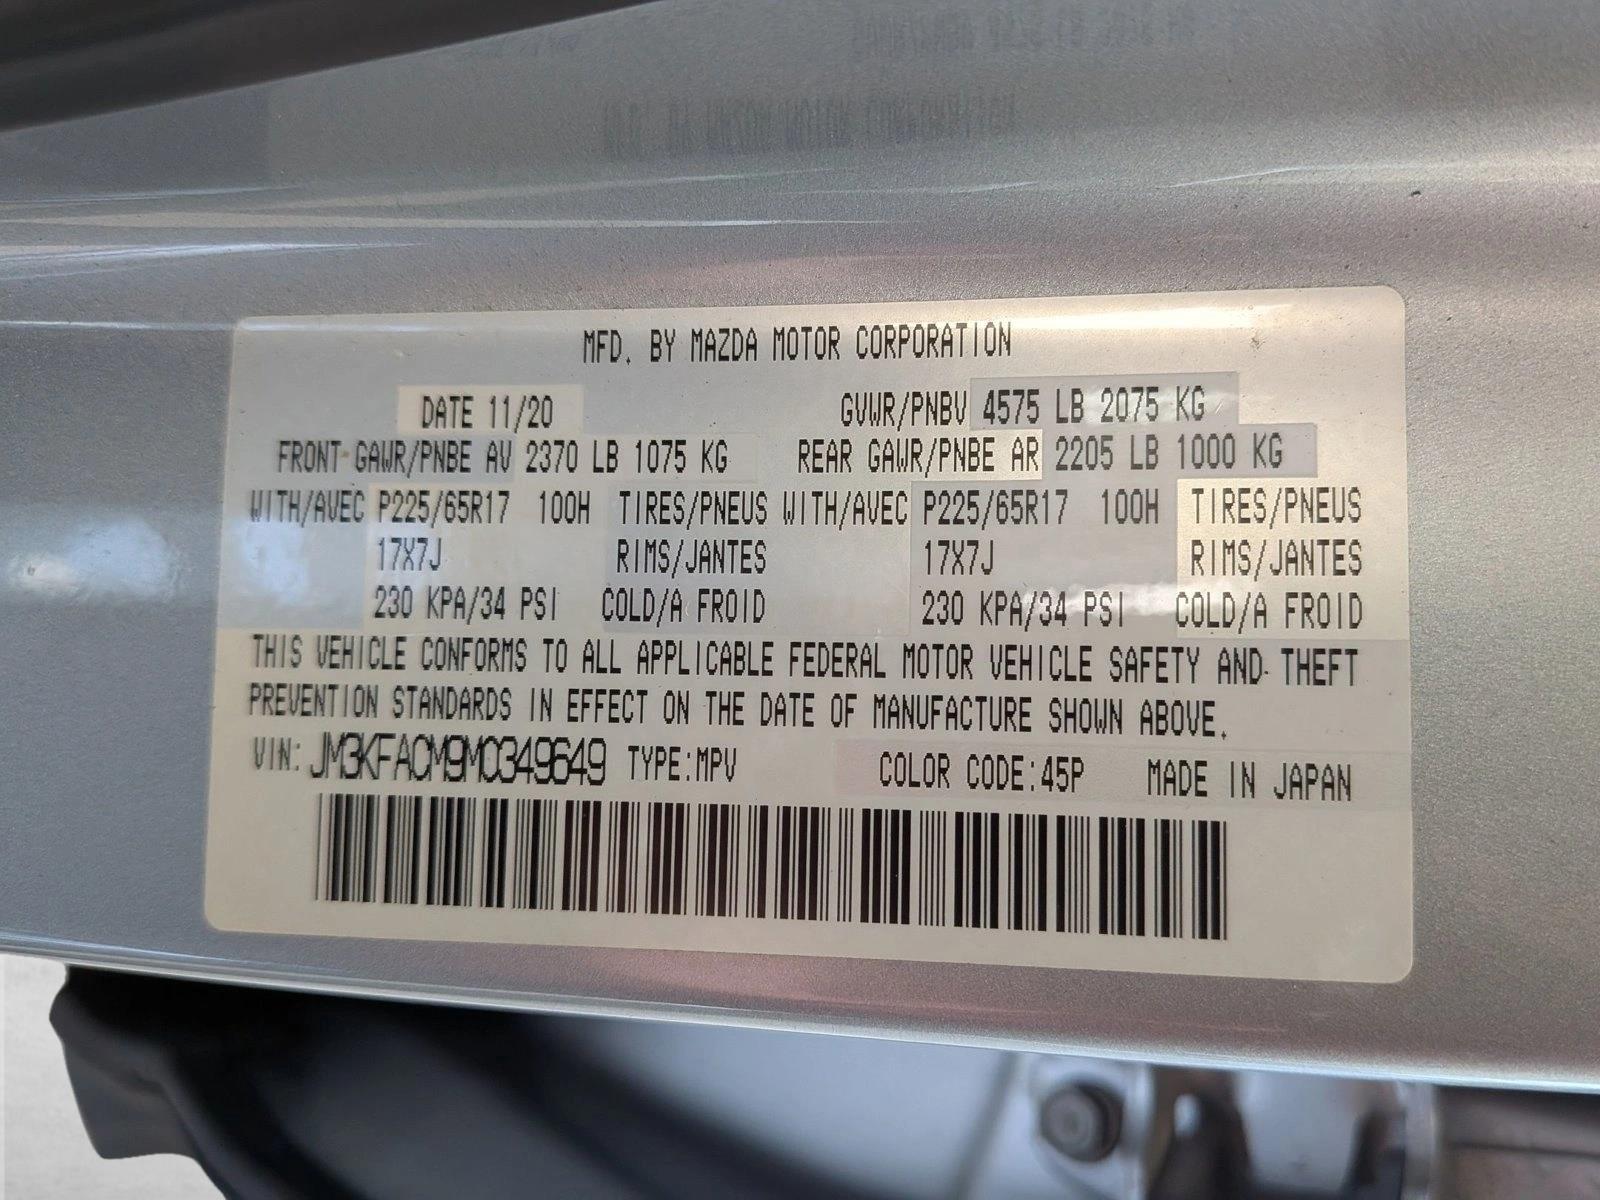 MFD. BY MAZDA MOTOR CORPORATION
DATE 11/20 GVWR/PNBV 4575 LB 2075 KG
FRONT GAWR/PNBE AV 2370 LB 1075 KG REAR GAWR/PNBE AR 2205 LB 1000 KG
WITH/AVEC P225/65R17 100H TIRES/PNEUS WITH/AVEC P225/65R17 100H TIRES/PNEUS
17X7J RIMS/JANTES 17X7J RIMS/JANTES
230 KPA/34 PSI COLD/A FROID 230 KPA/34 PSI COLD/A FROID
THIS VEHICLE CONFORMS TO ALL APPLICABLE FEDERAL MOTOR VEHICLE SAFETY AND THEFT
PREVENTION STANDARDS IN EFFECT ON THE DATE OF MANUFACTURE SHOWN ABOVE.
VIN: JM3KFACM9M0349649 TYPE:MPV COLOR CODE:45P MADE IN JAPAN